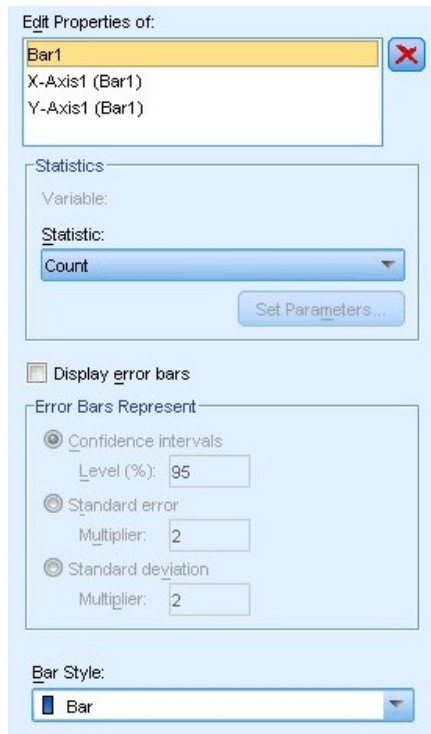 Edit Properties of:
Bar1
X-Axis1 (Bar1)
Y-Axis1 (Bar1)
Statistics
Variable:
Statistic:
Count
Set Parameters...
Display error bars
Error Bars Represent
Confidence intervals
Level (%): 95
Standard error
Multiplier: 2
Standard deviation
Multiplier: 2
Bar Style:
Bar